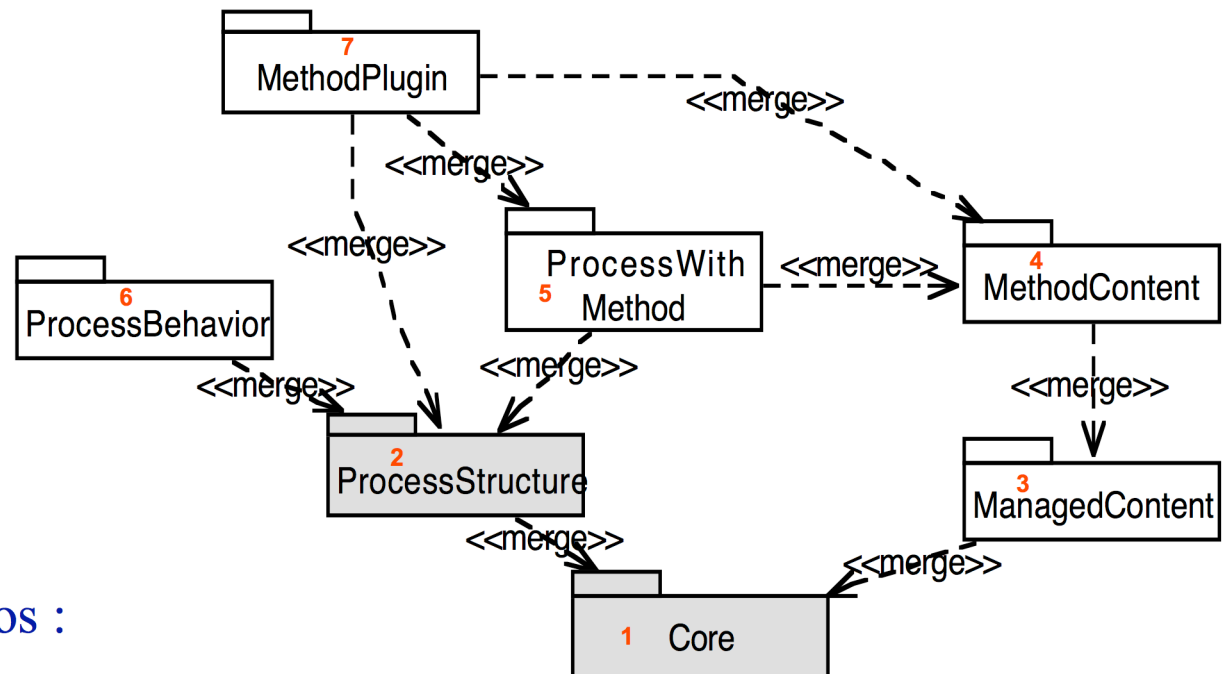 7
MethodPlugin
<<merge>>
<<merge>>
<<merge>>
ProcessWith
5
Method
<<merge>>
4
MethodContent
6
ProcessBehavior
<<merge>>
<<merge>>
<<merge>>
2
ProcessStructure
3
ManagedContent
<<merge>>
<<merge>>
os :
1 Core